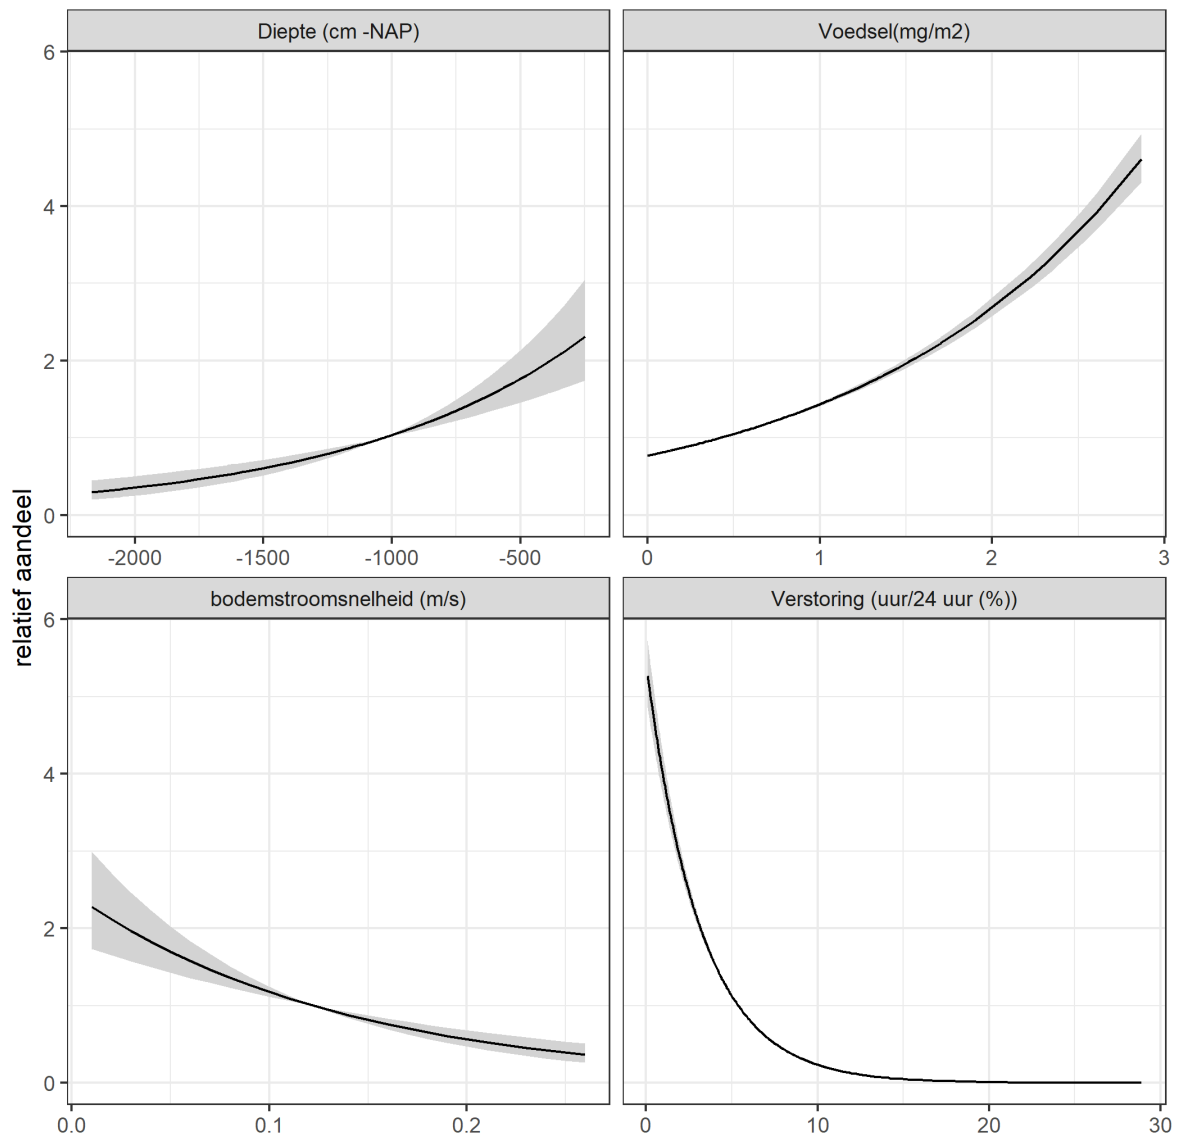 Diepte (cm -NAP)
Voedsel(mg/m2)
6
4
2
0
-2000 -1500 -1000 -500
0 1 2 3
relatief aandeel
bodemstroomsnelheid (m/s)
Verstoring (uur/24 uur (%))
6
4
2
0
0.0 0.1 0.2
0 10 20 30